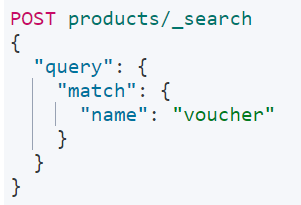 POST products/_search
{
  "query": {
    "match": {
      "name": "voucher"
    }
  }
}